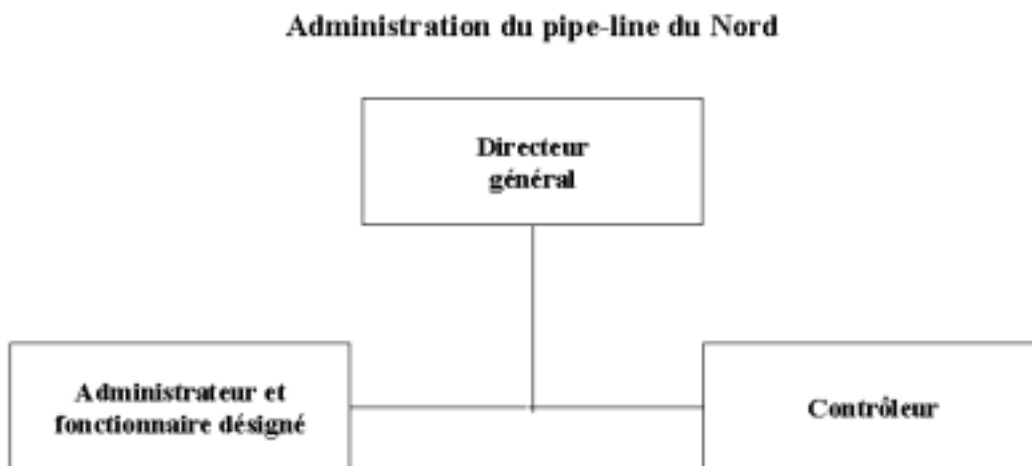 Administration du pipe-line du Nord
Directeur
général
Administrateur et
fonctionnaire désigné
Contrôleur